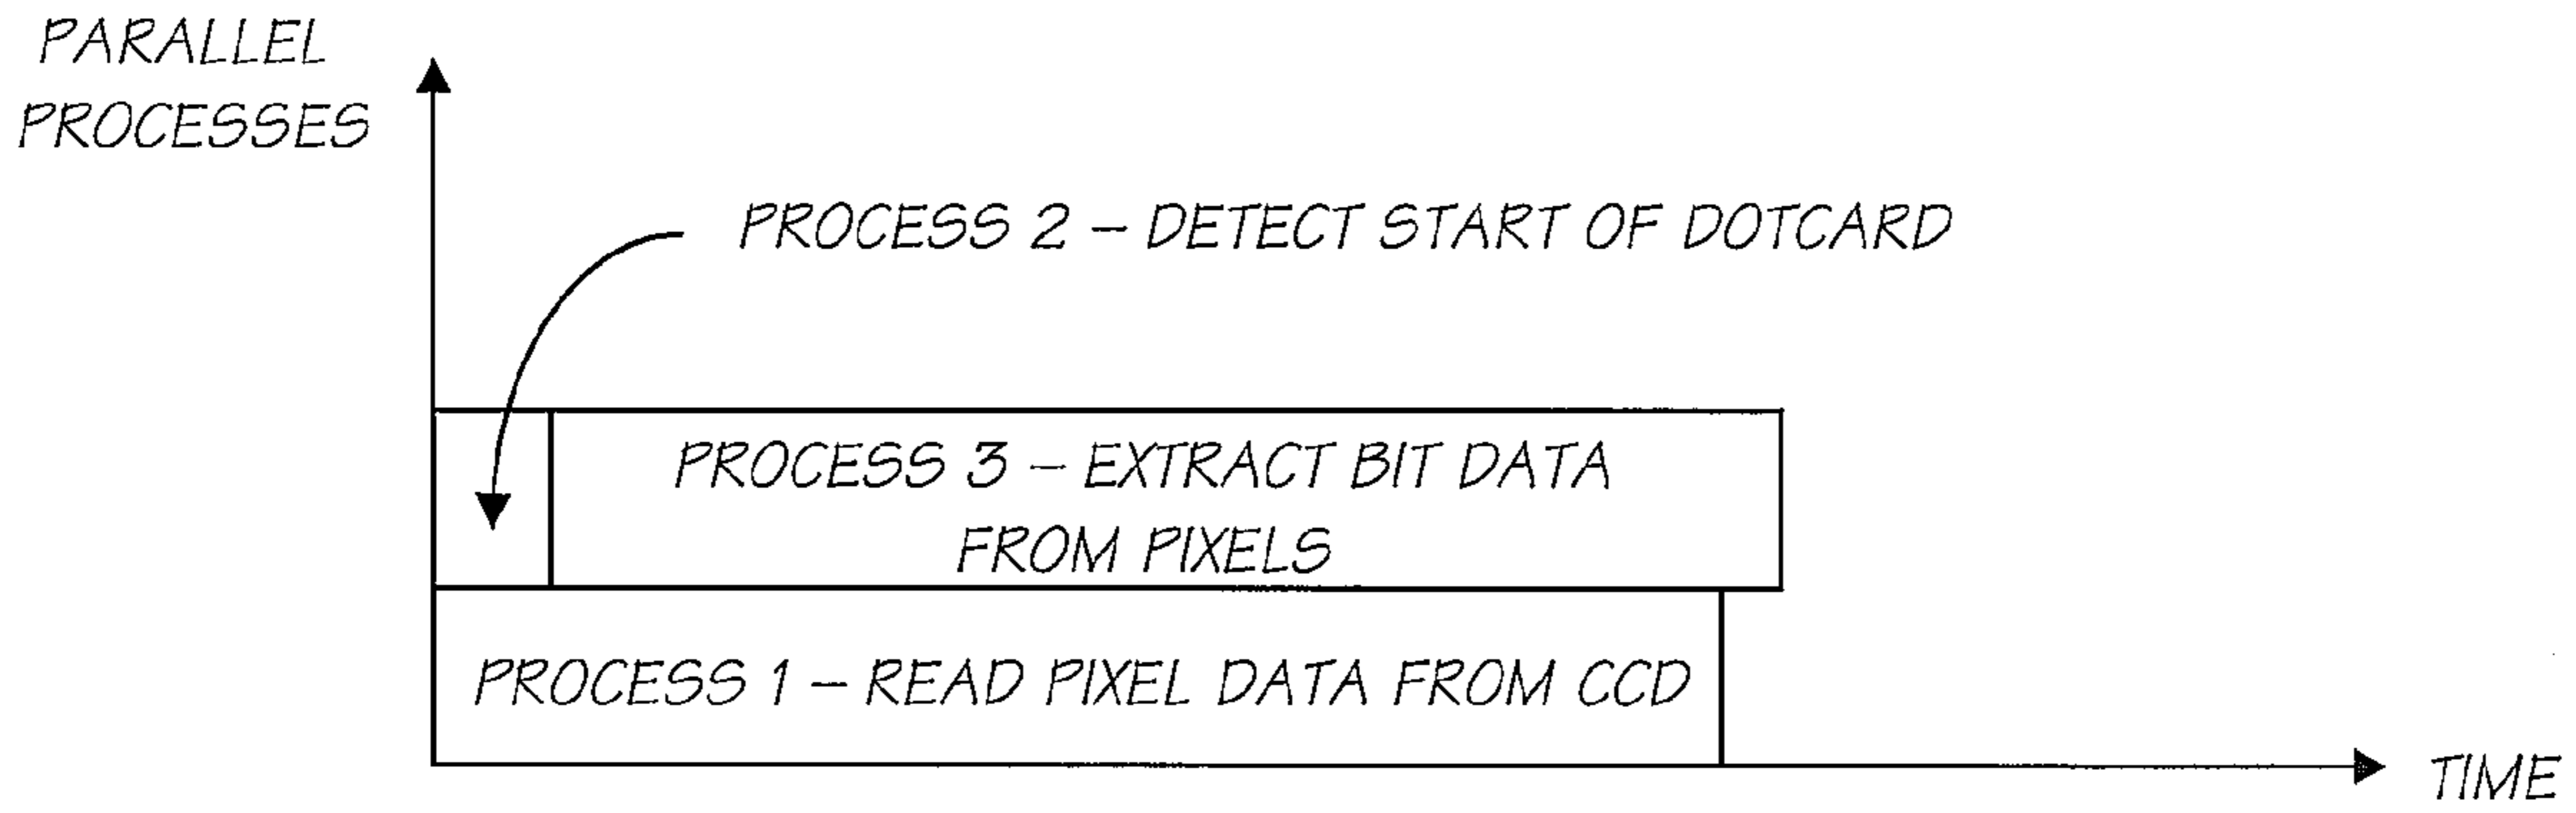 PARALLEL
PROCESSES
PROCESS 2 – DETECT START OF DOTCARD
PROCESS 3 – EXTRACT BIT DATA
FROM PIXELS
PROCESS 1 – READ PIXEL DATA FROM CCD
TIME